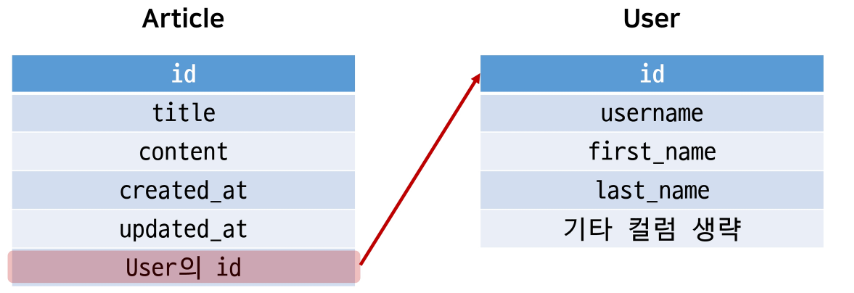 Article
id
title
content
created_at
updated_at
User의 id
User
id
username
first_name
last_name
기타 컬럼 생략